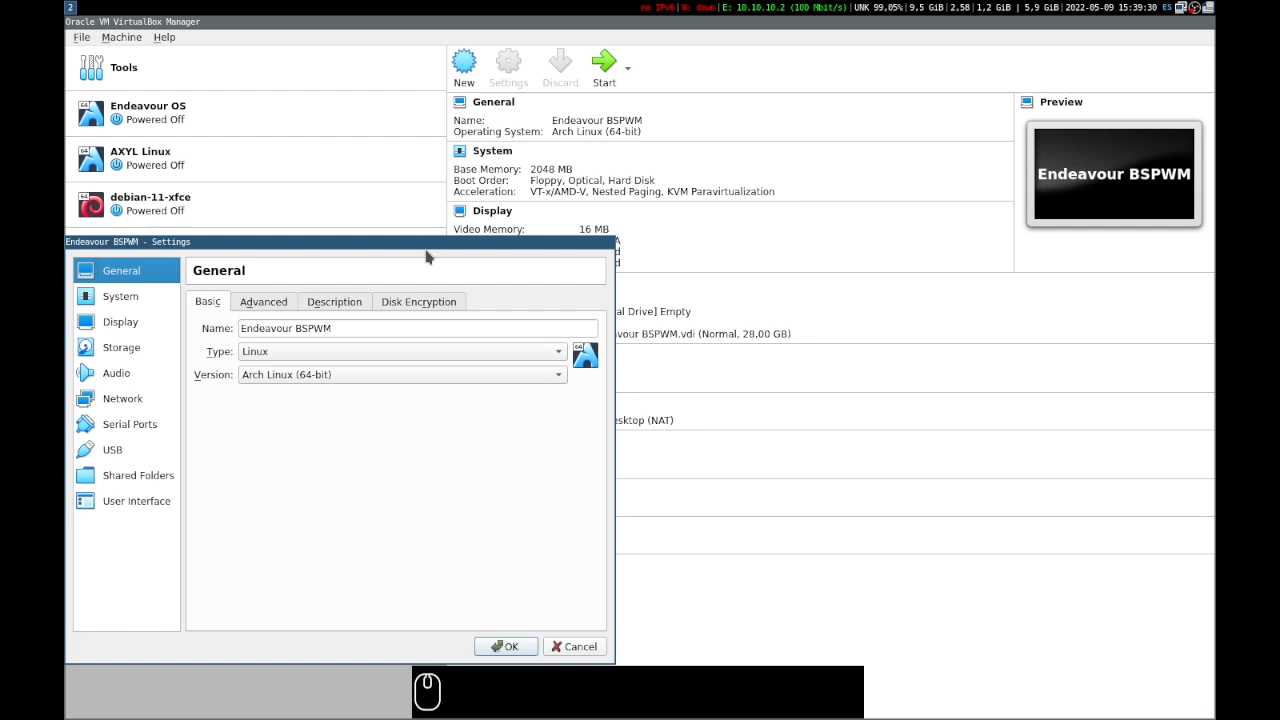 2
no IPv6|W: down|E: 10.10.10.2 (100 Mbit/s)|UNK 99,05%|9,5 GiB|2,58|1,2 GiB | 5,9 GiB|2022-05-09 15:39:30 ES
Oracle VM VirtualBox Manager
File Machine Help
Tools
New Settings Discard Start
64 Endeavour OS
Powered Off
64 AXYL Linux
Powered Off
64 debian-11-xfce
Powered Off
General
Name: Endeavour BSPWM
Operating System: Arch Linux (64-bit)
System
Base Memory: 2048 MB
Boot Order: Floppy, Optical, Hard Disk
Acceleration: VT-x/AMD-V, Nested Paging, KVM Paravirtualization
Display
Video Memory: 16 MB
Preview
Endeavour BSPWM
A
d
d
al Drive] Empty
vour BSPWM.vdi (Normal, 28,00 GB)
esktop (NAT)
Endeavour BSPWM - Settings
General
System
Display
Storage
Audio
Network
Serial Ports
USB
Shared Folders
User Interface
General
Basic Advanced Description Disk Encryption
Name: Endeavour BSPWM
Type: Linux
64
Version: Arch Linux (64-bit)
OK Cancel